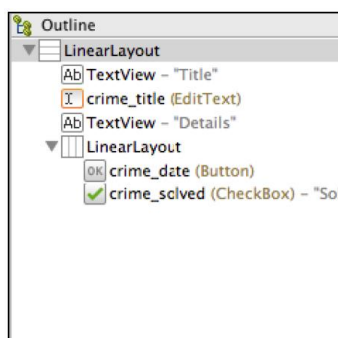 Outline
LinearLayout
Ab TextView – "Title"
crime_title (EditText)
Ab TextView – "Details"
LinearLayout
OK crime_date (Button)
crime_solved (CheckBox) – "So